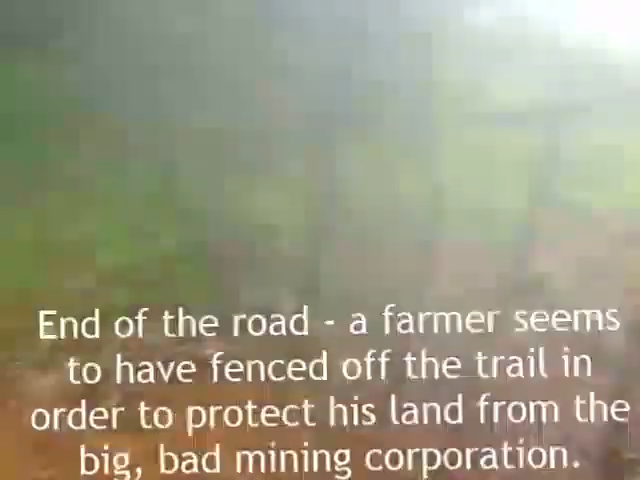 End of the road - a farmer seems
to have fenced off the trail in
order to protect his land from the
big, bad mining corporation.